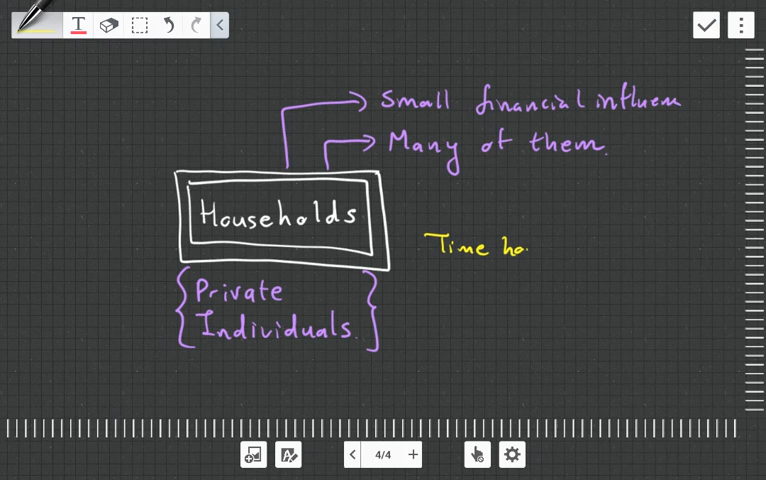 T
Small financial influen
Many of them.
Households
Time ho
Private
Individuals.
4/4